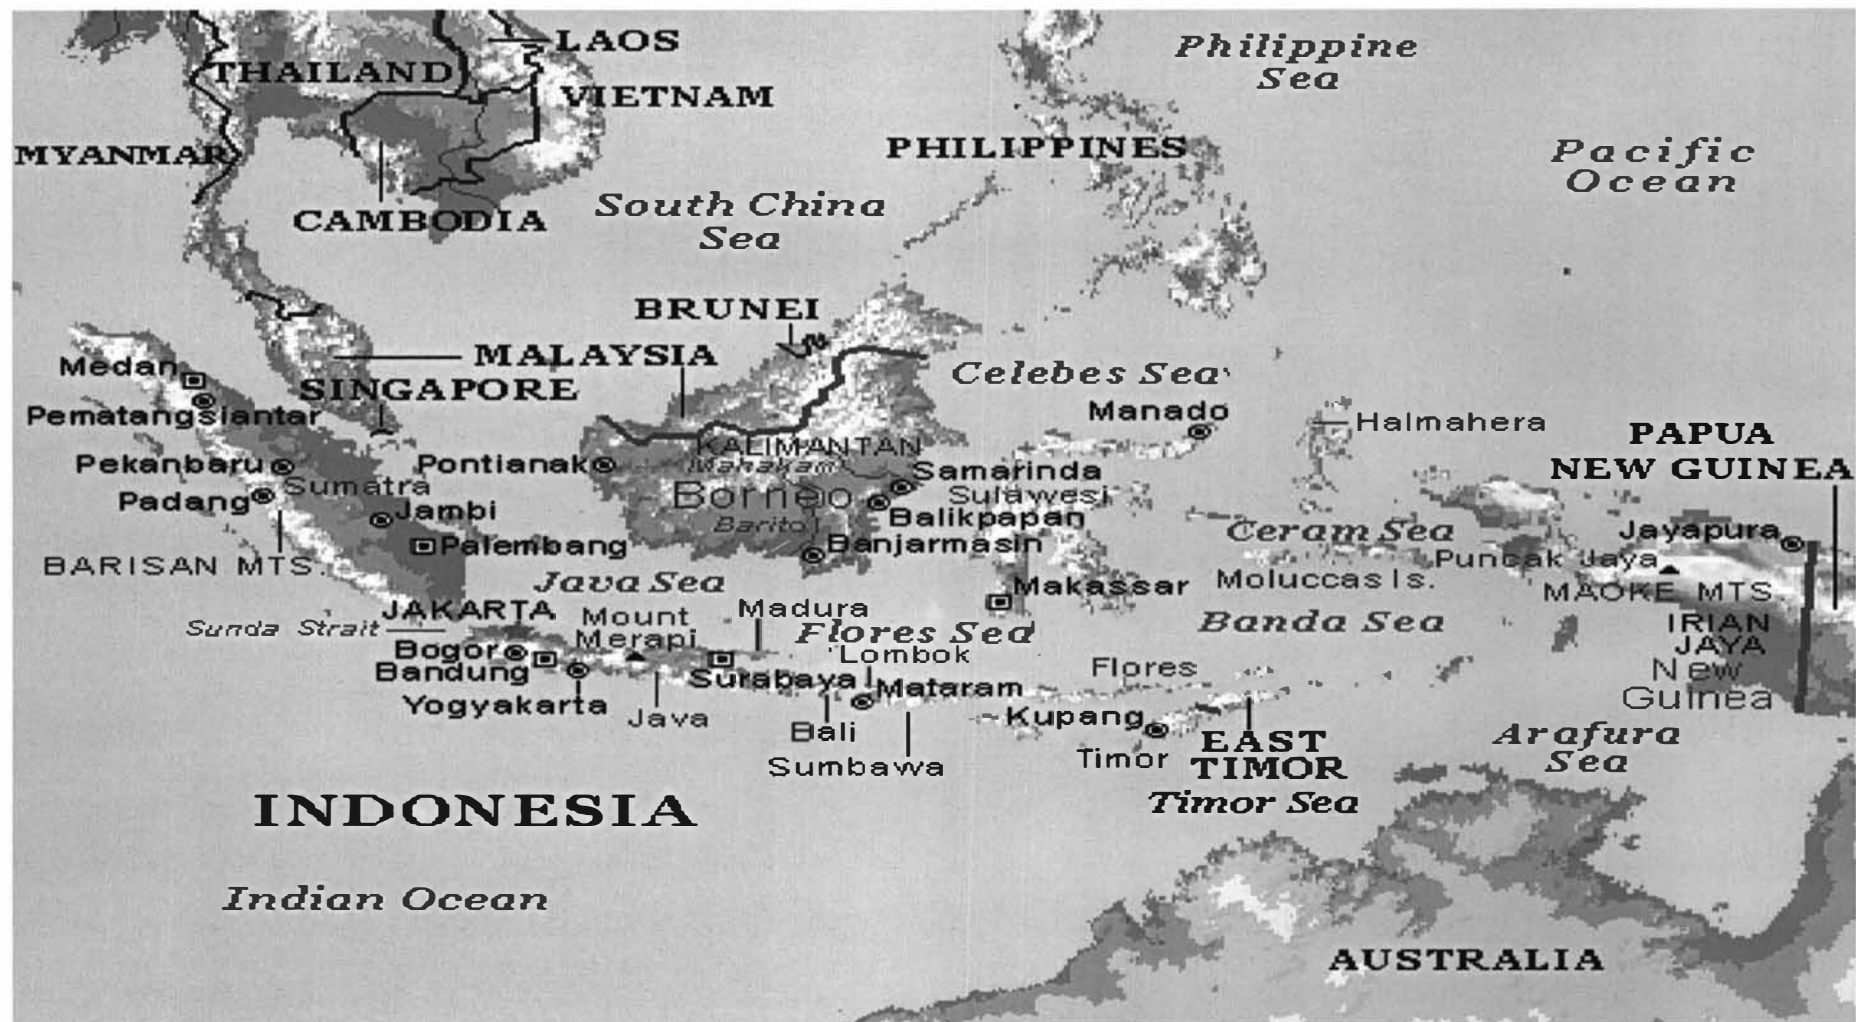 LAOS
Philippine
Sea
THAILAND
VIETNAM
MYANMAR
PHILIPPINES
Pacific
Ocean
CAMBODIA
South China
Sea
BRUNEI
MALAYSIA
Celebes Sea
Medan
SINGAPORE
Pematangsiantar
Manado
Halmahera
PAPUA
NEW GUINEA
KALIMANTAN
Pekanbaru
Pontianak
Mahakam
Samarinda
Sumatra
Borneo
Sulawesi
Padang
Jambi
Balikpapan
Barito
Ceram Sea
Jayapura
Palembang
Banjarmasin
BARISAN MTS.
Java Sea
Makassar
Moluccas Is.
Puncak Jaya
MAOKE MTS
JAKARTA
Mount
Merapi
Madura
Sunda Strait
Flores Sea
Banda Sea
IRIAN
JAYA
Bogor
Lombok
Bandung
Surabaya
Mataram
Flores
New
Guinea
Yogyakarta
Java
Bali
Sumbawa
Kupang
Timor
EAST
TIMOR
Arafura
Sea
Timor Sea
INDONESIA
Indian Ocean
AUSTRALIA